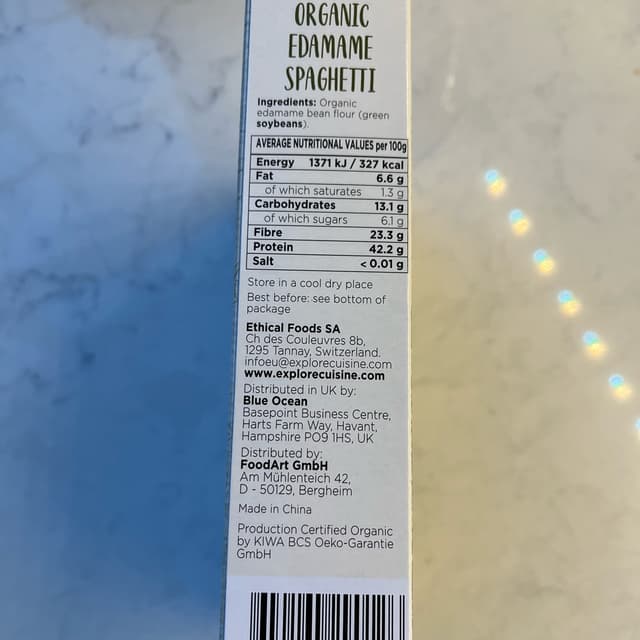 ORGANIC
EDAMAME
SPAGHETTI
Ingredients: Organic
edamame bean flour (green
soybeans).
AVERAGE NUTRITIONAL VALUES per 100g
Energy 1371 kJ / 327 kcal
Fat 6.6 g
of which saturates 1.3 g
Carbohydrates 13.1 g
of which sugars 6.1 g
Fibre 23.3 g
Protein 42.2 g
Salt < 0.01 g
Store in a cool dry place
Best before: see bottom of
package
Ethical Foods SA
Ch des Couleuvres 8b,
1295 Tannay, Switzerland.
infoeu@explorecuisine.com
www.explorecuisine.com
Distributed in UK by:
Blue Ocean
Basepoint Business Centre,
Harts Farm Way, Havant,
Hampshire PO9 1HS, UK
Distributed by:
FoodArt GmbH
Am Mühlenteich 42,
D - 50129, Bergheim
Made in China
Production Certified Organic
by KIWA BCS Oeko-Garantie
GmbH